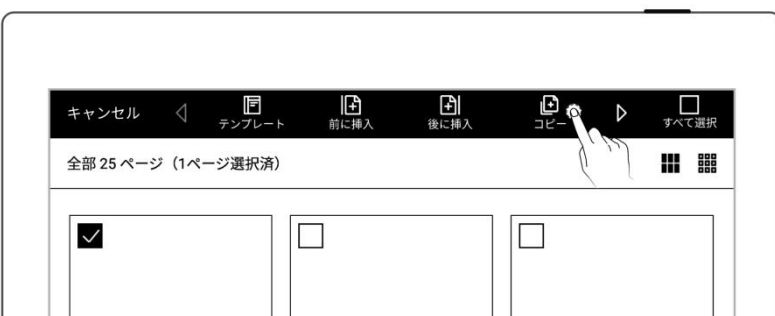 キャンセル
テンプレート
前に挿入
後に挿入
コピー
すべて選択
全部 25 ページ（1ページ選択済）